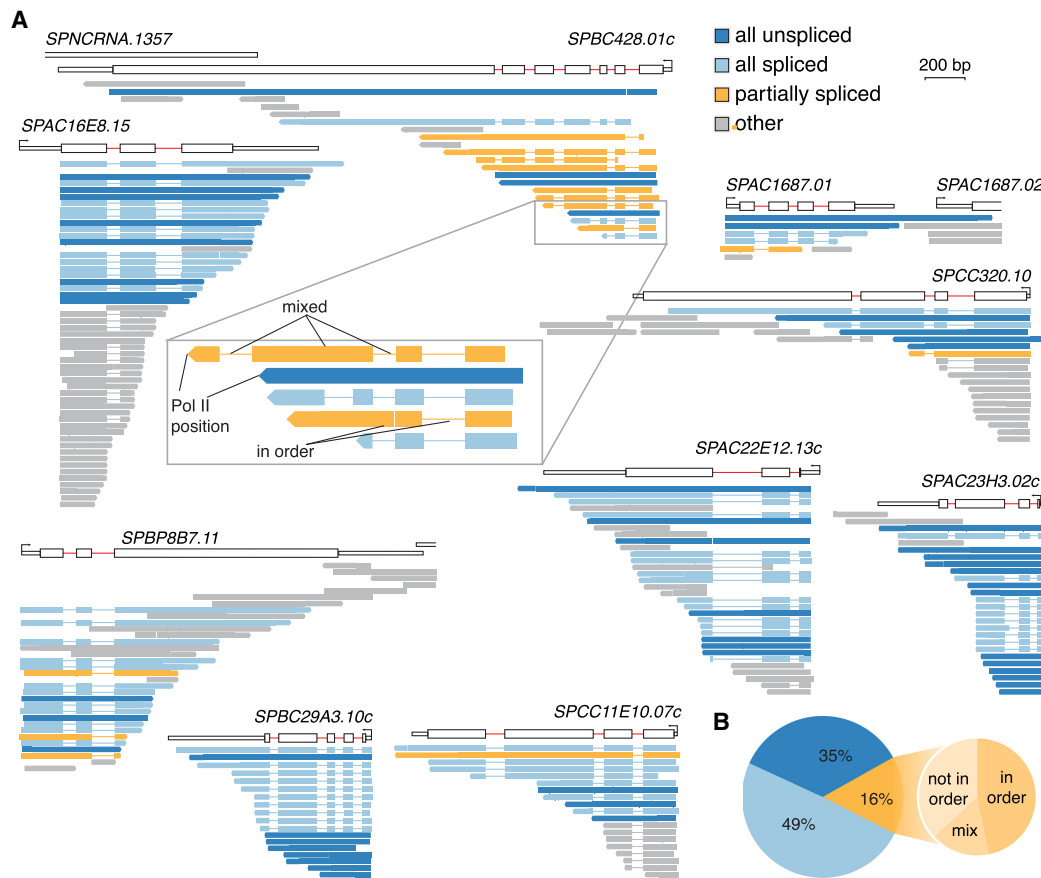 A
SPNCRNA.1357
SPBC428.01c
all unspliced
all spliced
partially spliced
other
200 bp
SPAC16E8.15
SPAC1687.01
SPAC1687.02
SPCC320.10
mixed
Pol II
position
in order
SPAC22E12.13c
SPAC23H3.02c
SPBP8B7.11
SPBC29A3.10c
SPCC11E10.07c
B
35%
16%
49%
not in
order
in
order
mix